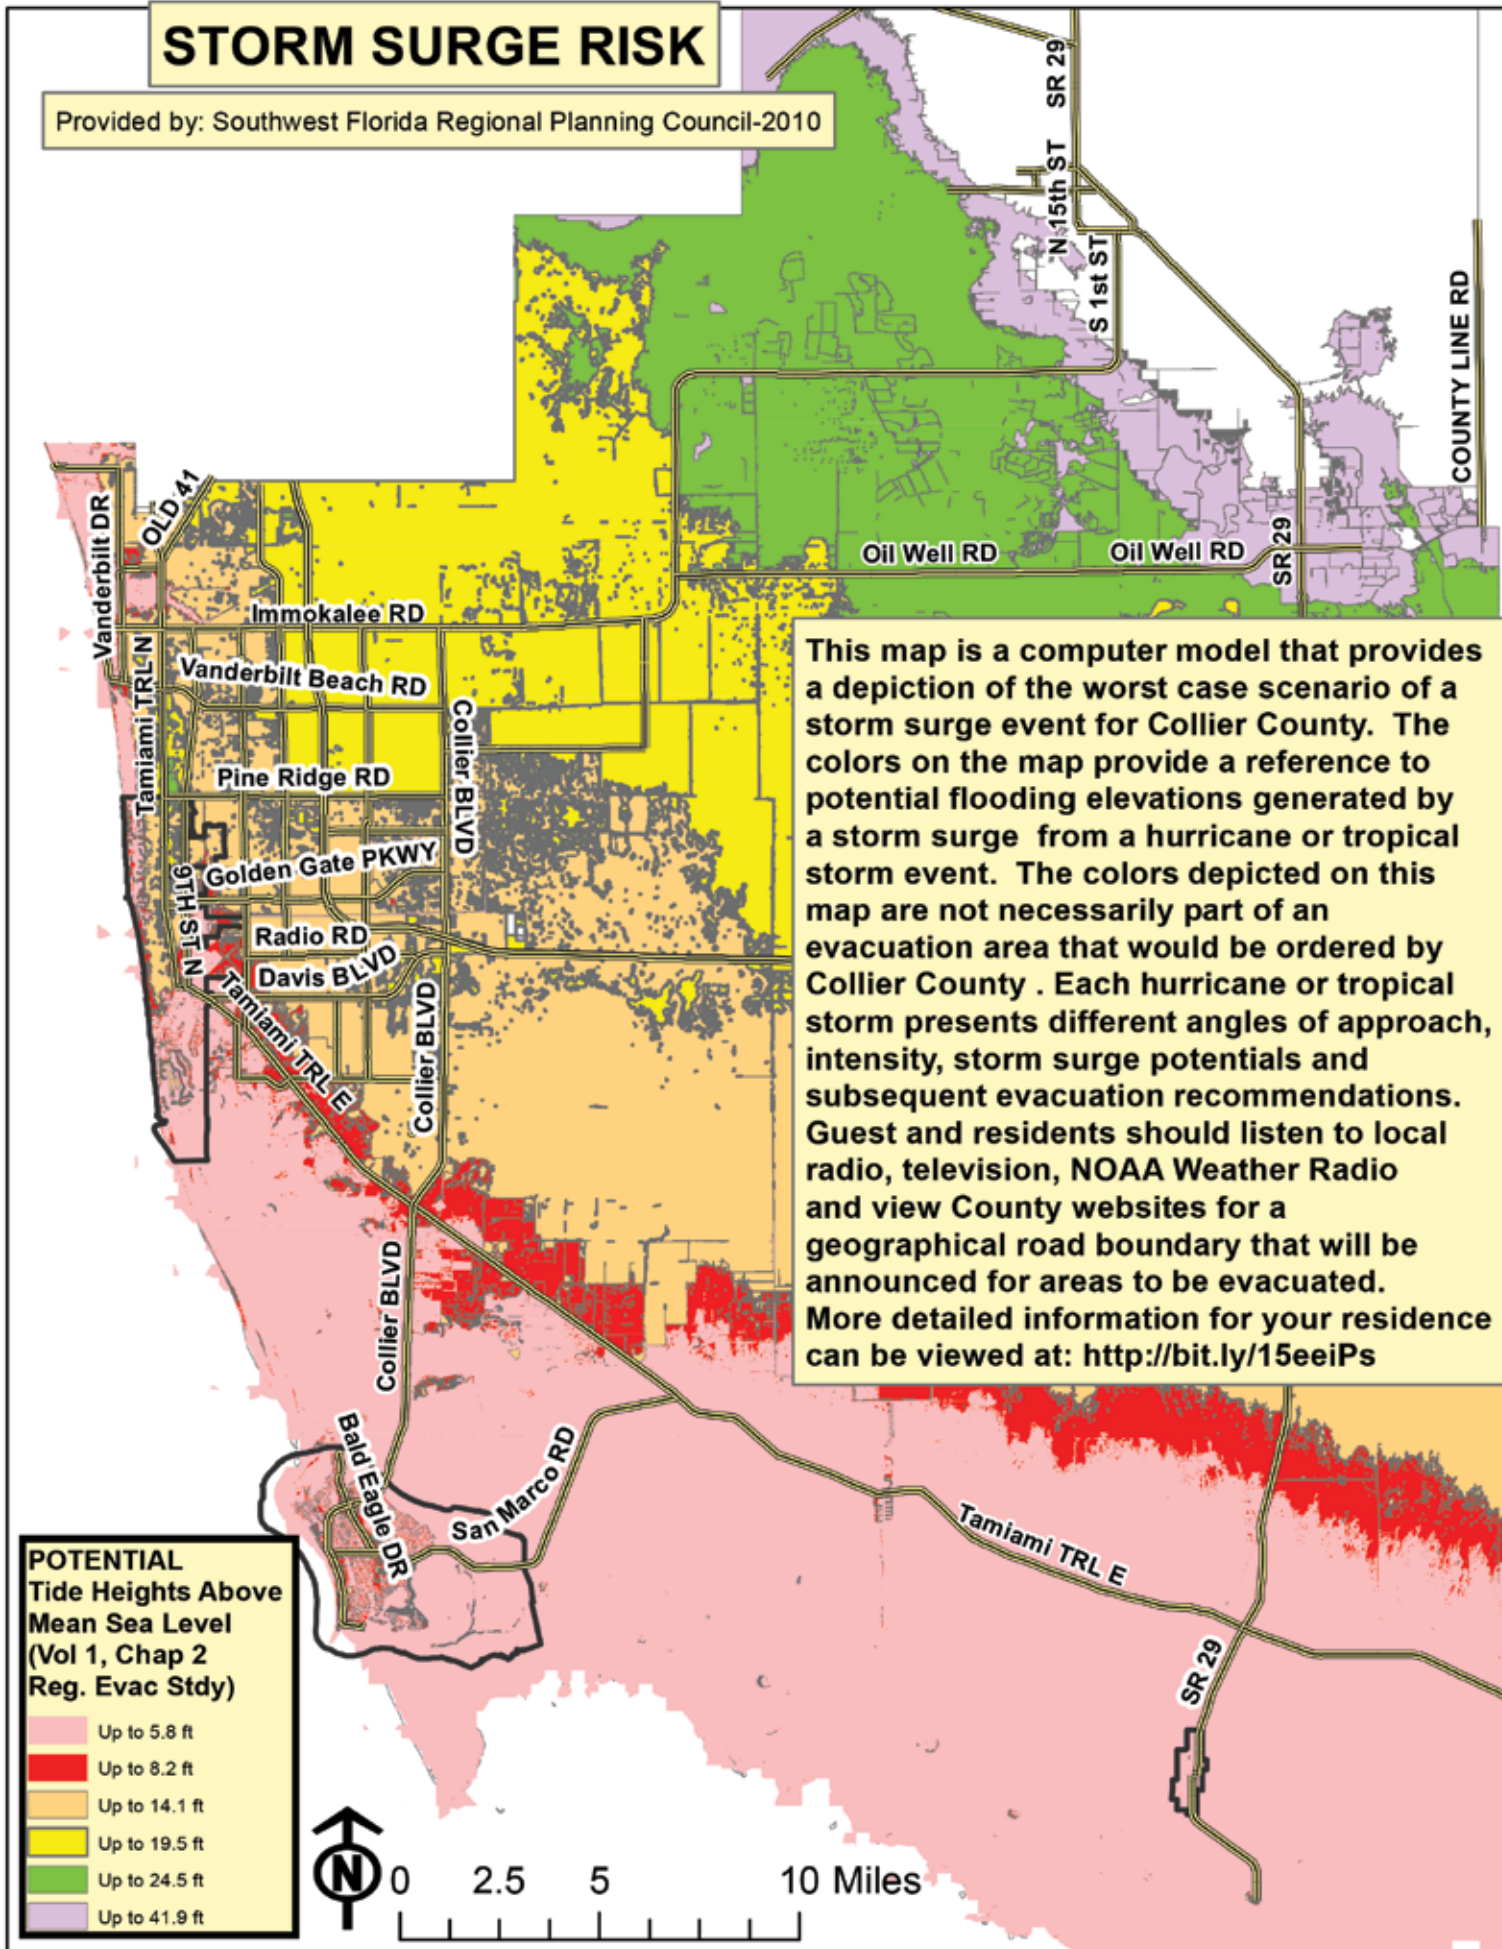 STORM SURGE RISK
Provided by: Southwest Florida Regional Planning Council-2010
SR 29
N 15th ST
S 1st ST
COUNTY LINE RD
OLD 41
Vanderbilt DR
Oil Well RD
Oil Well RD
SR 29
Immokalee RD
Tamiami TRL N
Vanderbilt Beach RD
Collier BLVD
Pine Ridge RD
Golden Gate PKWY
9TH ST N
Radio RD
Davis BLVD
Tamiami TRL E
Collier BLVD
Collier BLVD
Bald Eagle DR
San Marco RD
Tamiami TRL E
SR 29
This map is a computer model that provides
a depiction of the worst case scenario of a
storm surge event for Collier County. The
colors on the map provide a reference to
potential flooding elevations generated by
a storm surge from a hurricane or tropical
storm event. The colors depicted on this
map are not necessarily part of an
evacuation area that would be ordered by
Collier County . Each hurricane or tropical
storm presents different angles of approach,
intensity, storm surge potentials and
subsequent evacuation recommendations.
Guest and residents should listen to local
radio, television, NOAA Weather Radio
and view County websites for a
geographical road boundary that will be
announced for areas to be evacuated.
More detailed information for your residence
can be viewed at: http://bit.ly/15eeiPs
POTENTIAL
Tide Heights Above
Mean Sea Level
(Vol 1, Chap 2
Reg. Evac Stdy)
Up to 5.8 ft
Up to 8.2 ft
Up to 14.1 ft
Up to 19.5 ft
Up to 24.5 ft
Up to 41.9 ft
N
0 2.5 5 10 Miles